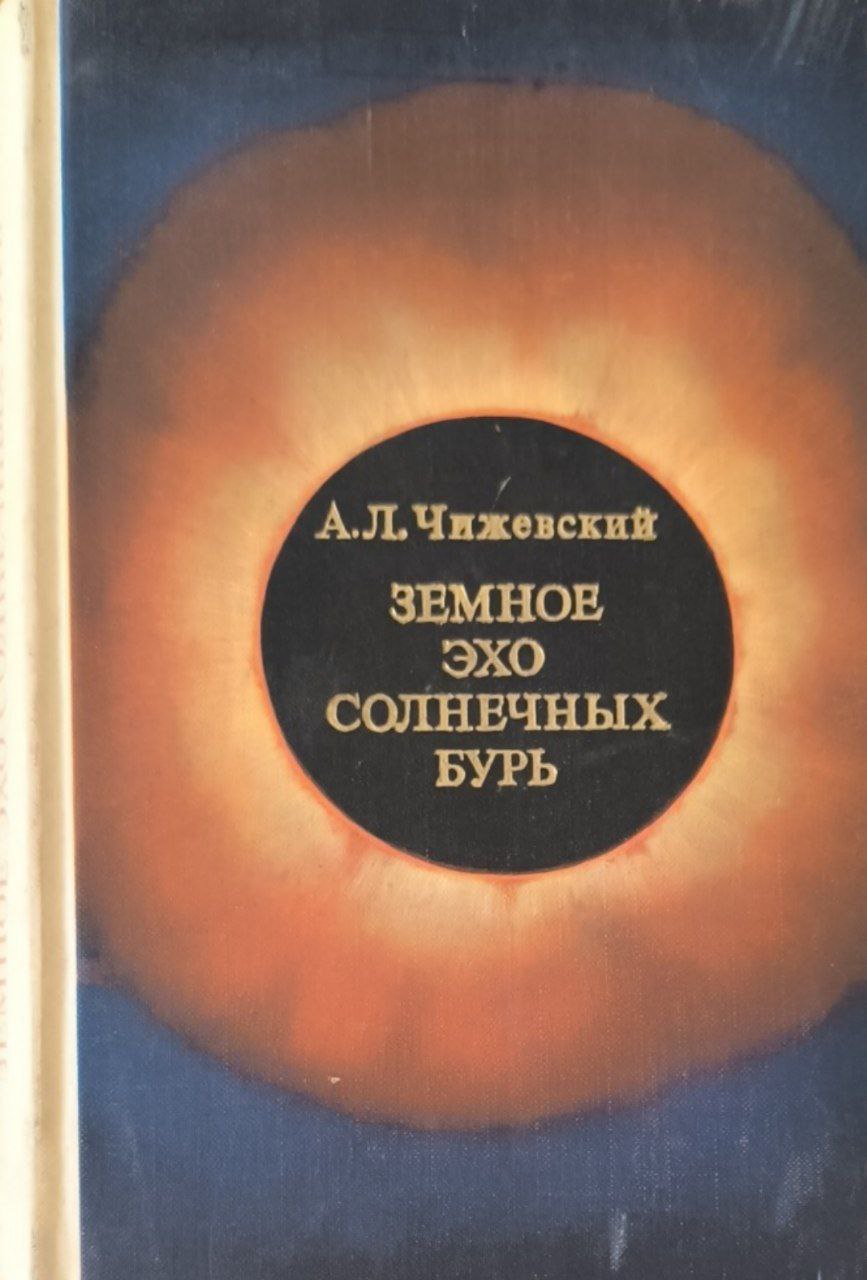 А.Л.Чижевский
ЗЕМНОЕ
ЭХО
СОЛНЕЧНЫХ
БУРЬ